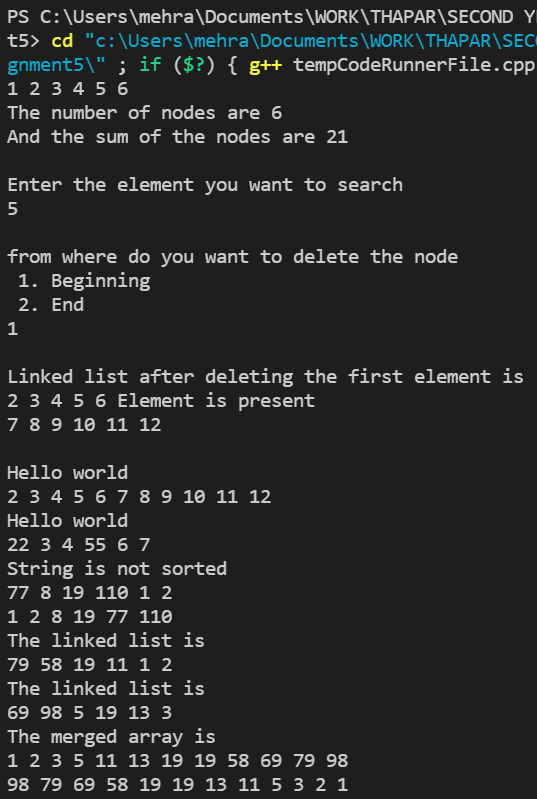 PS C:\Users\mehra\Documents\WORK\THAPAR\SECOND Y
t5> cd "c:\Users\mehra\Documents\WORK\THAPAR\SECO
gnment5\" ; if ($?) { g++ tempCodeRunnerFile.cpp
1 2 3 4 5 6
The number of nodes are 6
And the sum of the nodes are 21
Enter the element you want to search
5
from where do you want to delete the node
1. Beginning
2. End
1
Linked list after deleting the first element is
2 3 4 5 6 Element is present
7 8 9 10 11 12
Hello world
2 3 4 5 6 7 8 9 10 11 12
Hello world
22 3 4 55 6 7
String is not sorted
77 8 19 110 1 2
1 2 8 19 77 110
The linked list is
79 58 19 11 1 2
The linked list is
69 98 5 19 13 3
The merged array is
1 2 3 5 11 13 19 19 58 69 79 98
98 79 69 58 19 19 13 11 5 3 2 1